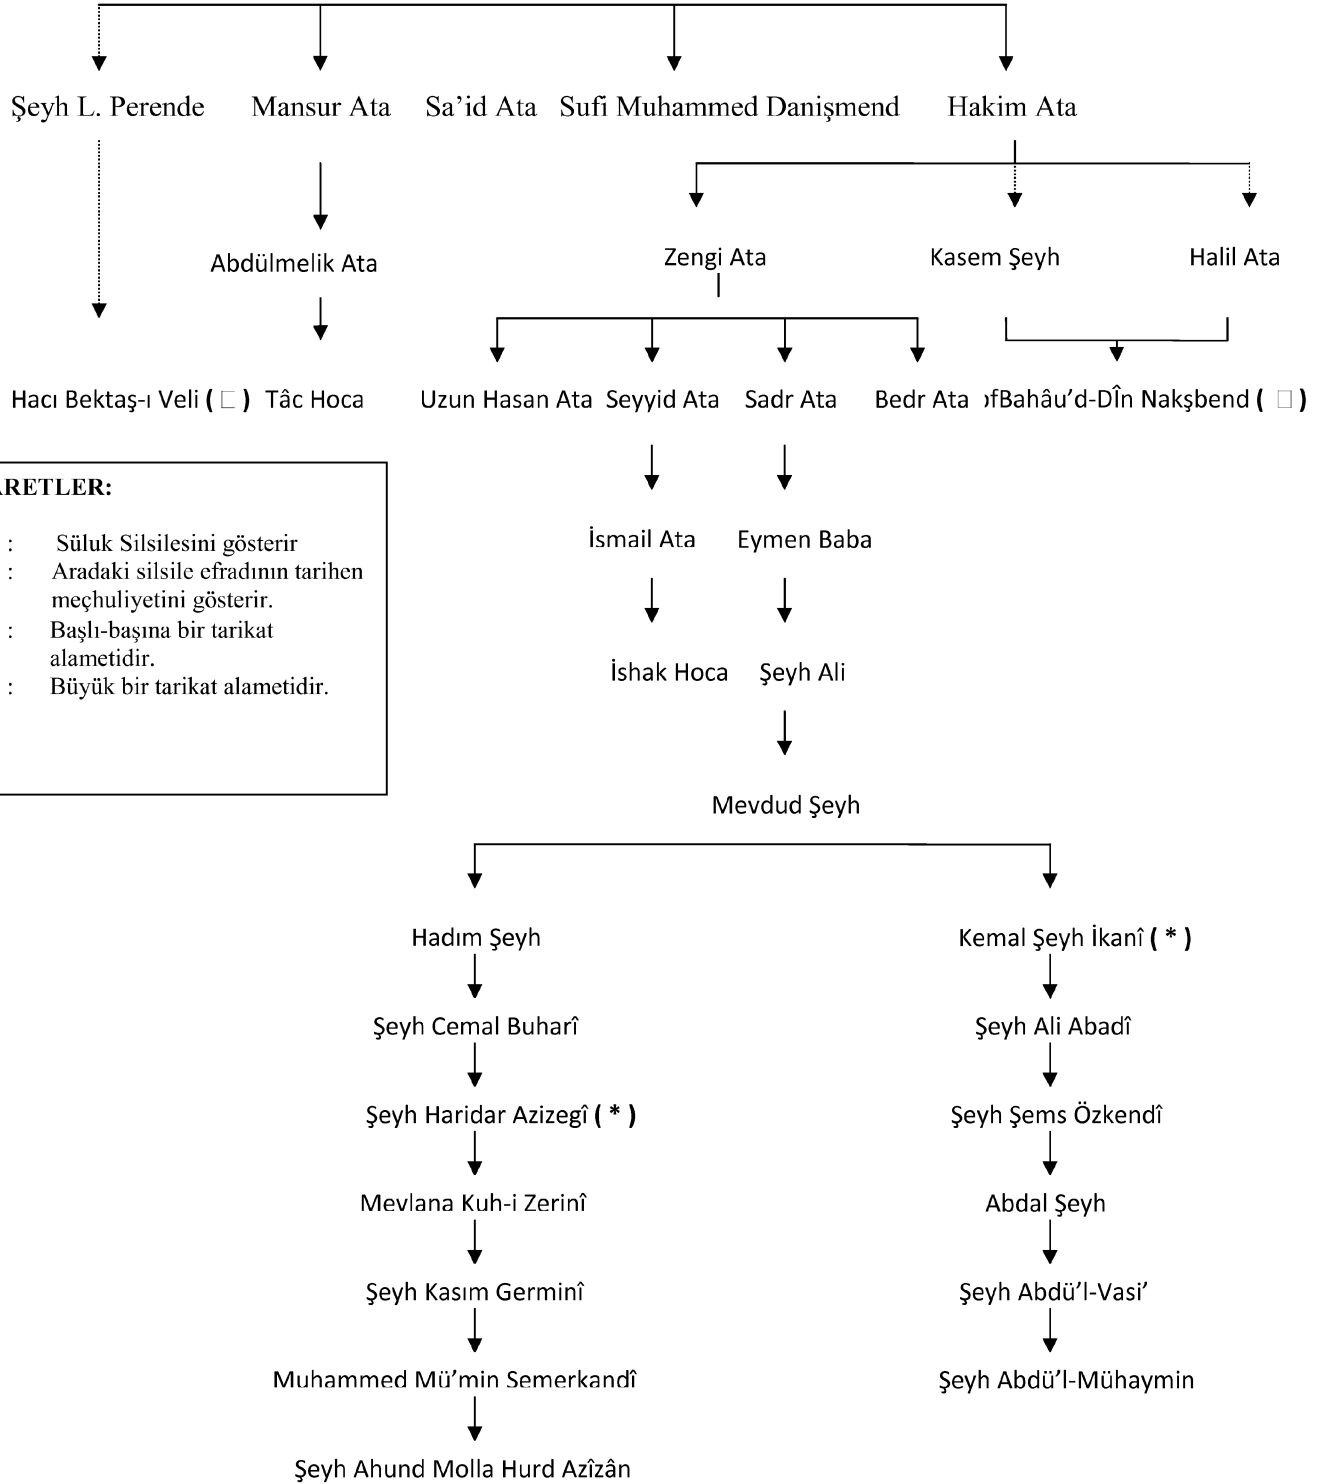 Şeyh L. Perende Mansur Ata Sa’id Ata Sufi Muhammed Danişmend Hakim Ata
Abdülmelik Ata Zengi Ata Kasem Şeyh Halil Ata
Hacı Bektaş-ı Veli ( □ ) Tâc Hoca Uzun Hasan Ata Seyyid Ata Sadr Ata Bedr Ata Bahâu’d-DÎn Nakşbend ( □ )
ARETLER:
: Süluk Silsilesini gösterir
: Aradaki silsile efradının tarihen
meçhuliyetini gösterir.
: Başlı-başına bir tarikat
alametidir.
: Büyük bir tarikat alametidir.
İsmail Ata Eymen Baba
İshak Hoca Şeyh Ali
Mevdud Şeyh
Hadım Şeyh Kemal Şeyh İkanî ( * )
Şeyh Cemal Buharî Şeyh Ali Abadî
Şeyh Haridar Azizegî ( * ) Şeyh Şems Özkendî
Mevlana Kuh-i Zerinî Abdal Şeyh
Şeyh Kasım Germinî Şeyh Abdü’l-Vasi’
Muhammed Mü’min Semerkandî Şeyh Abdü’l-Mühaymin
Şeyh Ahund Molla Hurd Azîzân